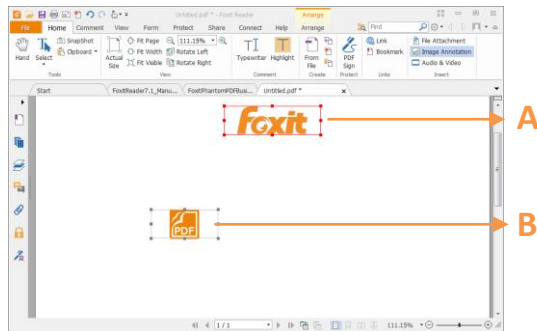 Untitled.pdf * - Foxit Reader
Arrange
File Home Comment View Form Protect Share Connect Help Arrange
Find
Hand
Select
SnapShot
Clipboard
Actual Size
Fit Page
Fit Width
Fit Visible
111.15%
Rotate Left
Rotate Right
Typewriter
Highlight
From File
PDF Sign
Link
Bookmark
File Attachment
Image Annotation
Audio & Video
Tools View Comment Create Protect Links Insert
Start FoxitReader7.1_Manu... FoxitPhantomPDFBusi... Untitled.pdf * x
foxit
A
PDF
B
1 / 1
111.15%